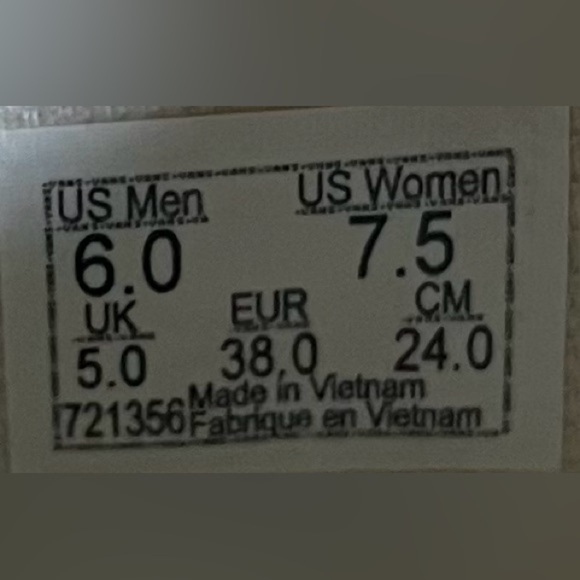 US Men US Women
6.0 7.5
UK EUR CM
5.0 38.0 24.0
Made in Vietnam
721356 Fabrique en Vietnam